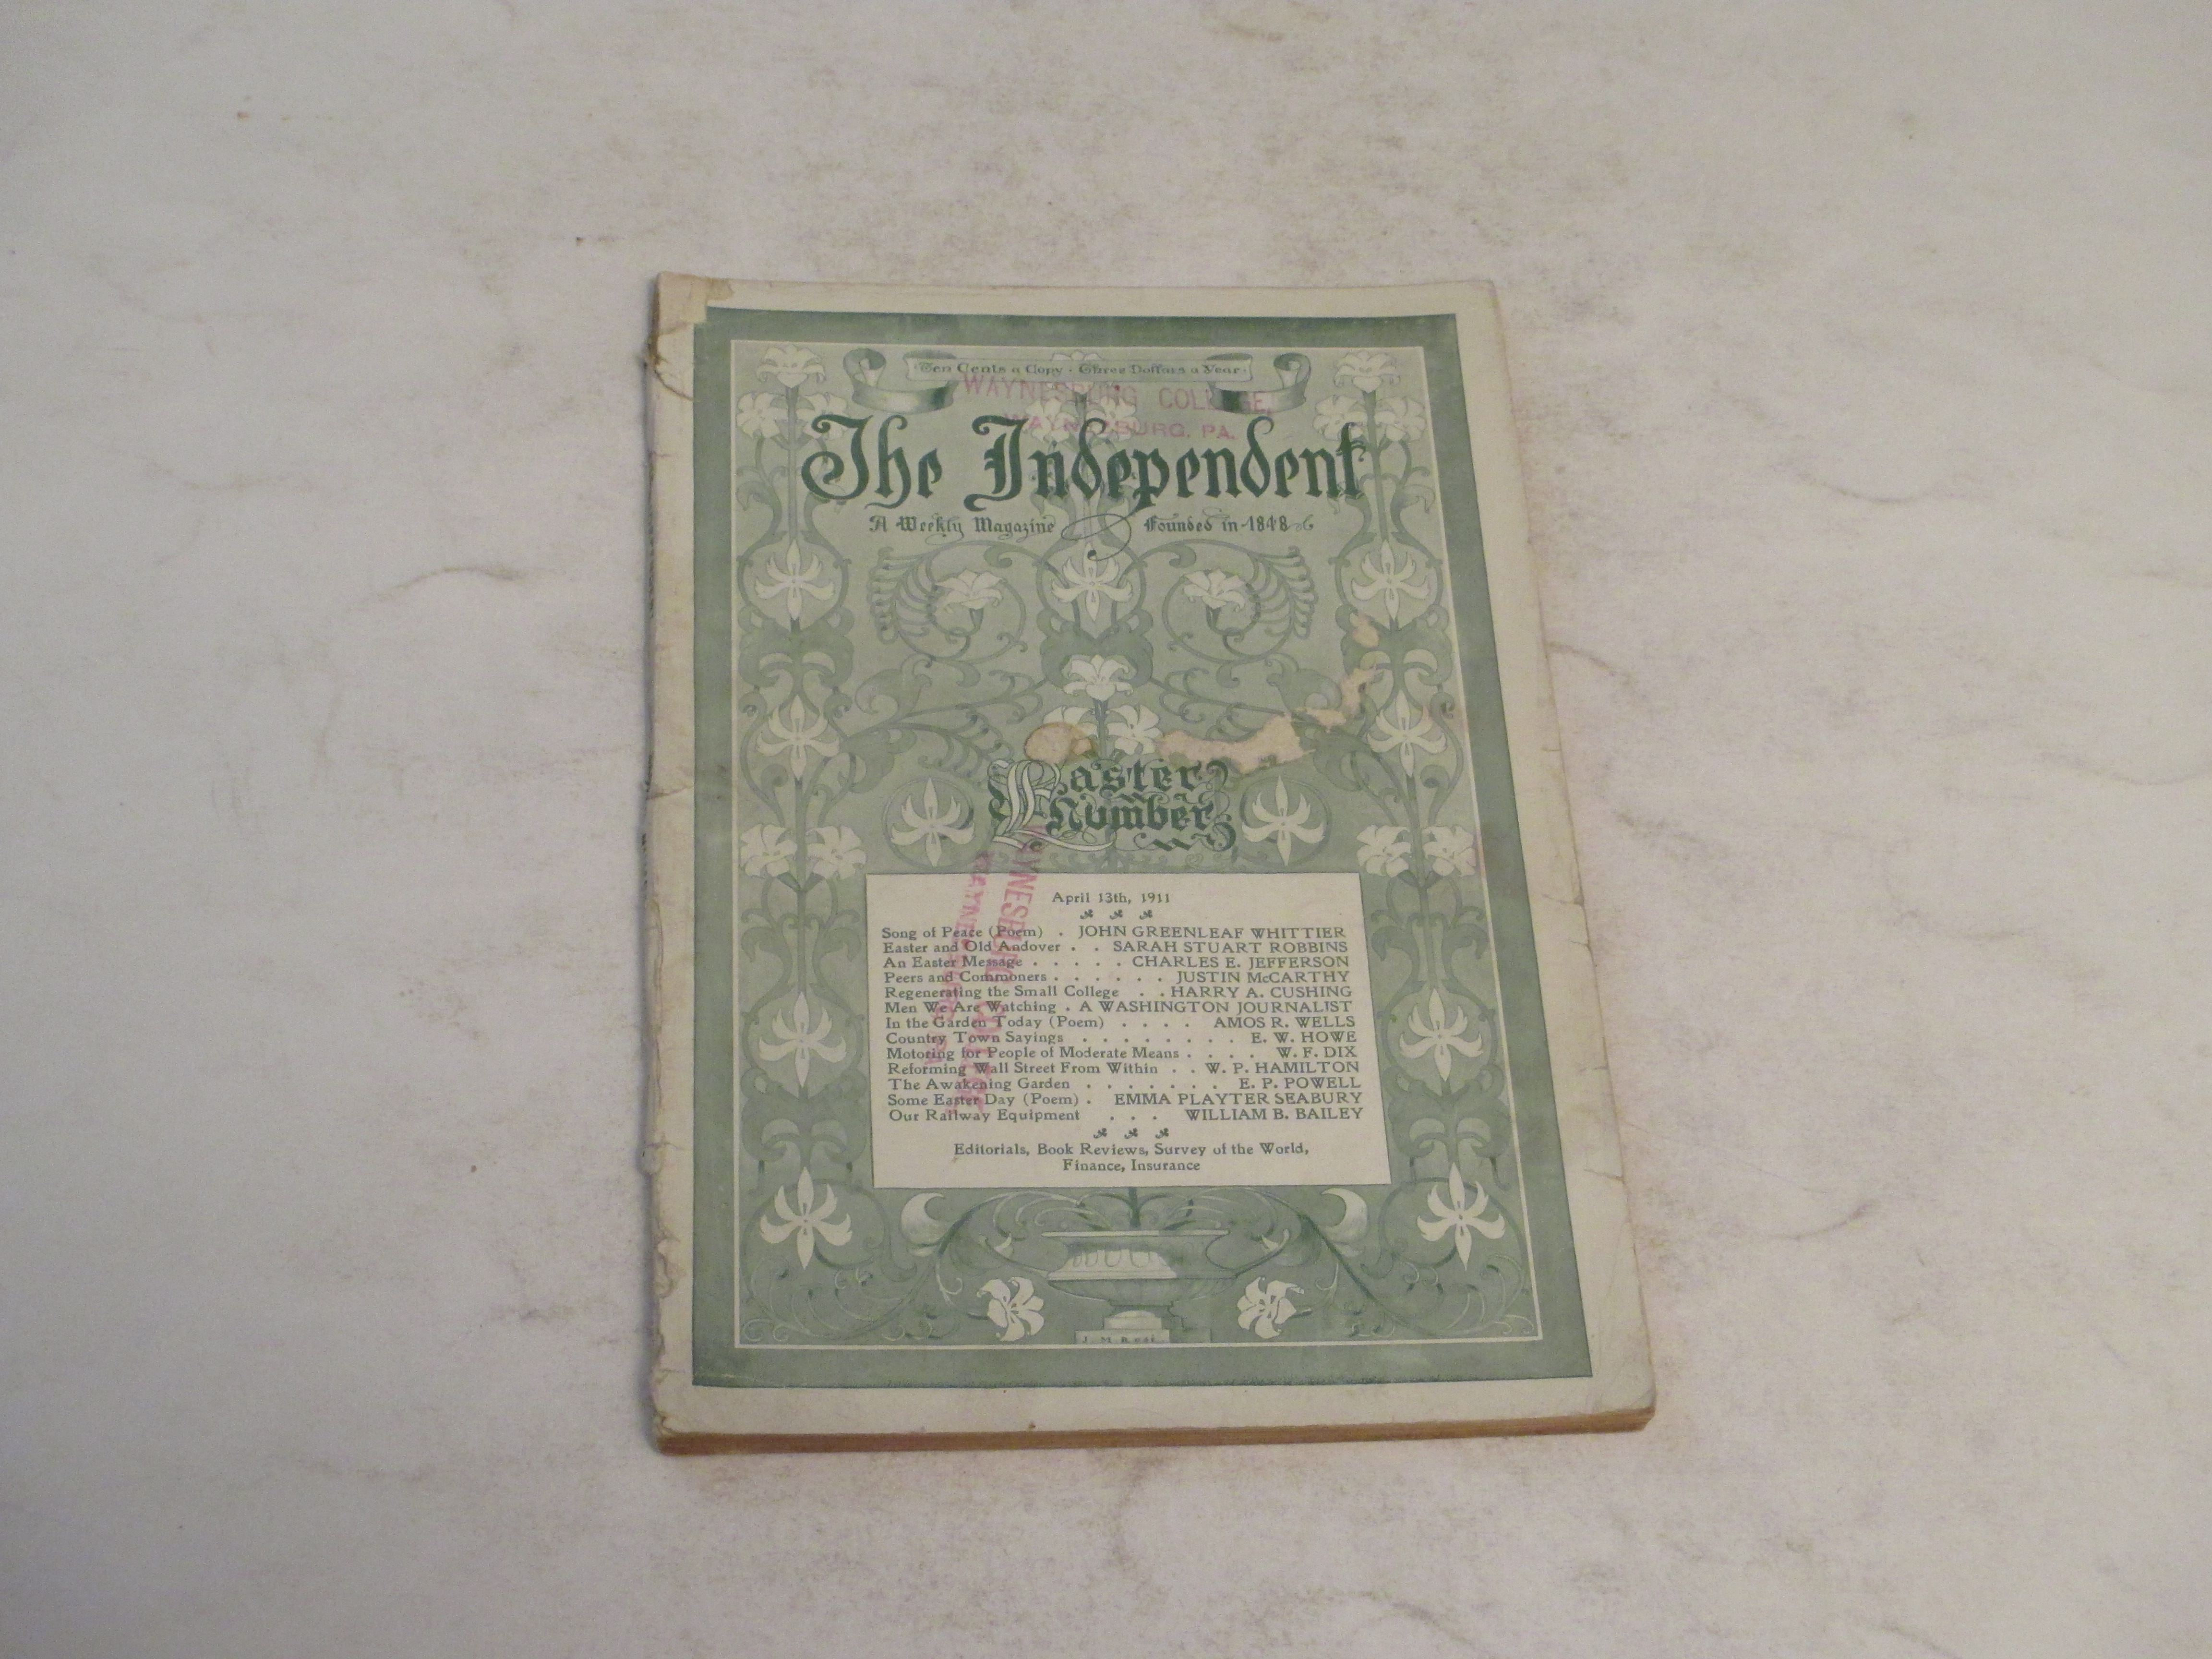 Ten Cents a Copy · Three Dollars a Year
WAYNESBURG COLLEGE,
WAYNESBURG, PA.
The Independent
A Weekly Magazine Founded in 1848
Easter
Number
April 13th, 1911
Song of Peace (Poem) . JOHN GREENLEAF WHITTIER
Easter and Old Andover . . SARAH STUART ROBBINS
An Easter Message . . . . . CHARLES E. JEFFERSON
Peers and Commoners . . . . . . JUSTIN McCARTHY
Regenerating the Small College . . HARRY A. CUSHING
Men We Are Watching . A WASHINGTON JOURNALIST
In the Garden Today (Poem) . . . . AMOS R. WELLS
Country Town Sayings . . . . . . . . E. W. HOWE
Motoring for People of Moderate Means . . . . W. F. DIX
Reforming Wall Street From Within . . W. P. HAMILTON
The Awakening Garden . . . . . . . E. P. POWELL
Some Easter Day (Poem) . EMMA PLAYTER SEABURY
Our Railway Equipment . . . WILLIAM B. BAILEY
Editorials, Book Reviews, Survey of the World,
Finance, Insurance
WAYNESBURG COLLEGE